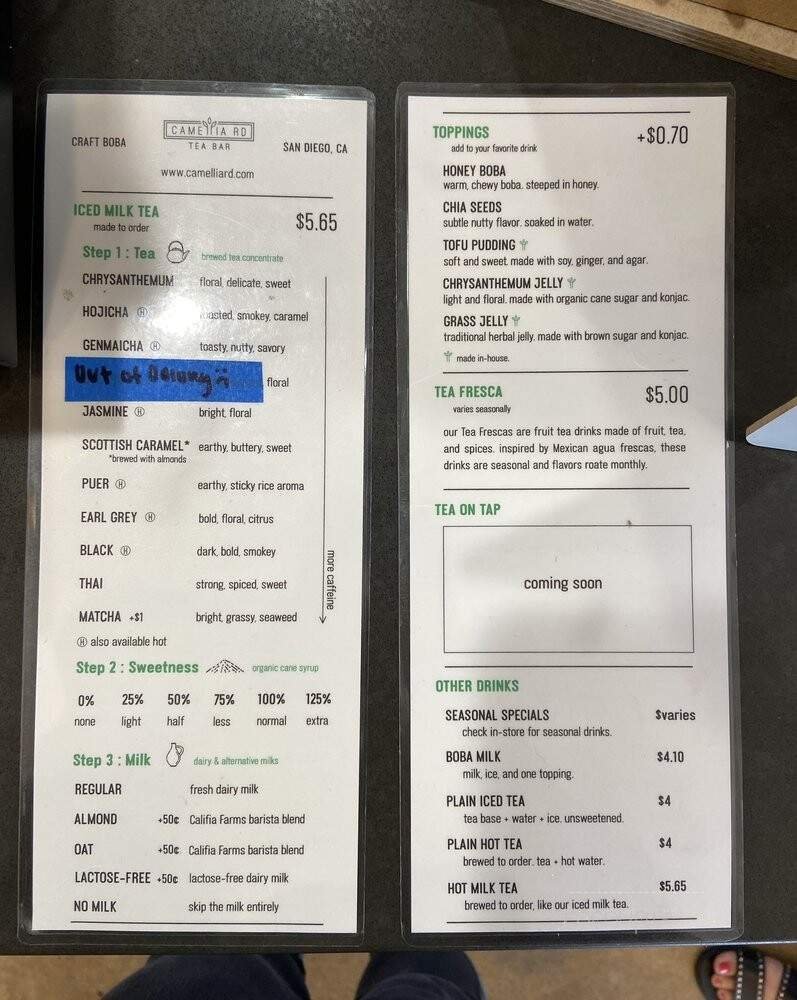 CRAFT BOBA
CAMELLIA RD
TEA BAR
SAN DIEGO, CA
www.camelliard.com
ICED MILK TEA $5.65
made to order
Step 1 : Tea brewed tea concentrate
CHRYSANTHEMUM floral, delicate, sweet
HOJICHA Ⓗ roasted, smokey, caramel
GENMAICHA Ⓗ toasty, nutty, savory
Out of Oolong floral
JASMINE Ⓗ bright, floral
SCOTTISH CARAMEL* earthy, buttery, sweet
*brewed with almonds
PUER Ⓗ earthy, sticky rice aroma
EARL GREY Ⓗ bold, floral, citrus
BLACK Ⓗ dark, bold, smokey
THAI strong, spiced, sweet
MATCHA +$1 bright, grassy, seaweed
more caffeine
Ⓗ also available hot
Step 2 : Sweetness organic cane syrup
0% 25% 50% 75% 100% 125%
none light half less normal extra
Step 3 : Milk dairy & alternative milks
REGULAR fresh dairy milk
ALMOND +50¢ Califia Farms barista blend
OAT +50¢ Califia Farms barista blend
LACTOSE-FREE +50¢ lactose-free dairy milk
NO MILK skip the milk entirely
TOPPINGS +$0.70
add to your favorite drink
HONEY BOBA
warm, chewy boba. steeped in honey.
CHIA SEEDS
subtle nutty flavor. soaked in water.
TOFU PUDDING
soft and sweet. made with soy, ginger, and agar.
CHRYSANTHEMUM JELLY
light and floral. made with organic cane sugar and konjac.
GRASS JELLY
traditional herbal jelly. made with brown sugar and konjac.
made in-house.
TEA FRESCA $5.00
varies seasonally
our Tea Frescas are fruit tea drinks made of fruit, tea,
and spices. inspired by Mexican agua frescas, these
drinks are seasonal and flavors roate monthly.
TEA ON TAP
coming soon
OTHER DRINKS
SEASONAL SPECIALS $varies
check in-store for seasonal drinks.
BOBA MILK $4.10
milk, ice, and one topping.
PLAIN ICED TEA $4
tea base + water + ice. unsweetened.
PLAIN HOT TEA $4
brewed to order. tea + hot water.
HOT MILK TEA $5.65
brewed to order, like our iced milk tea.